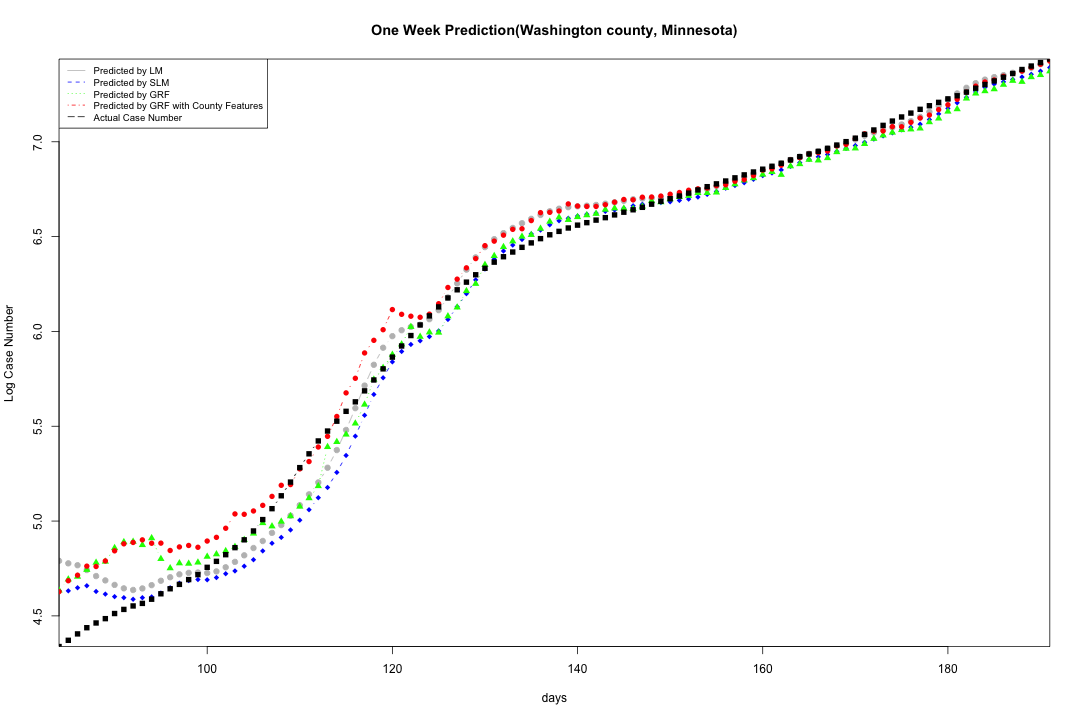 One Week Prediction(Washington county, Minnesota)
Predicted by LM
Predicted by SLM
Predicted by GRF
Predicted by GRF with County Features
Actual Case Number
7.0
6.5
6.0
5.5
5.0
4.5
Log Case Number
100
120
140
160
180
days